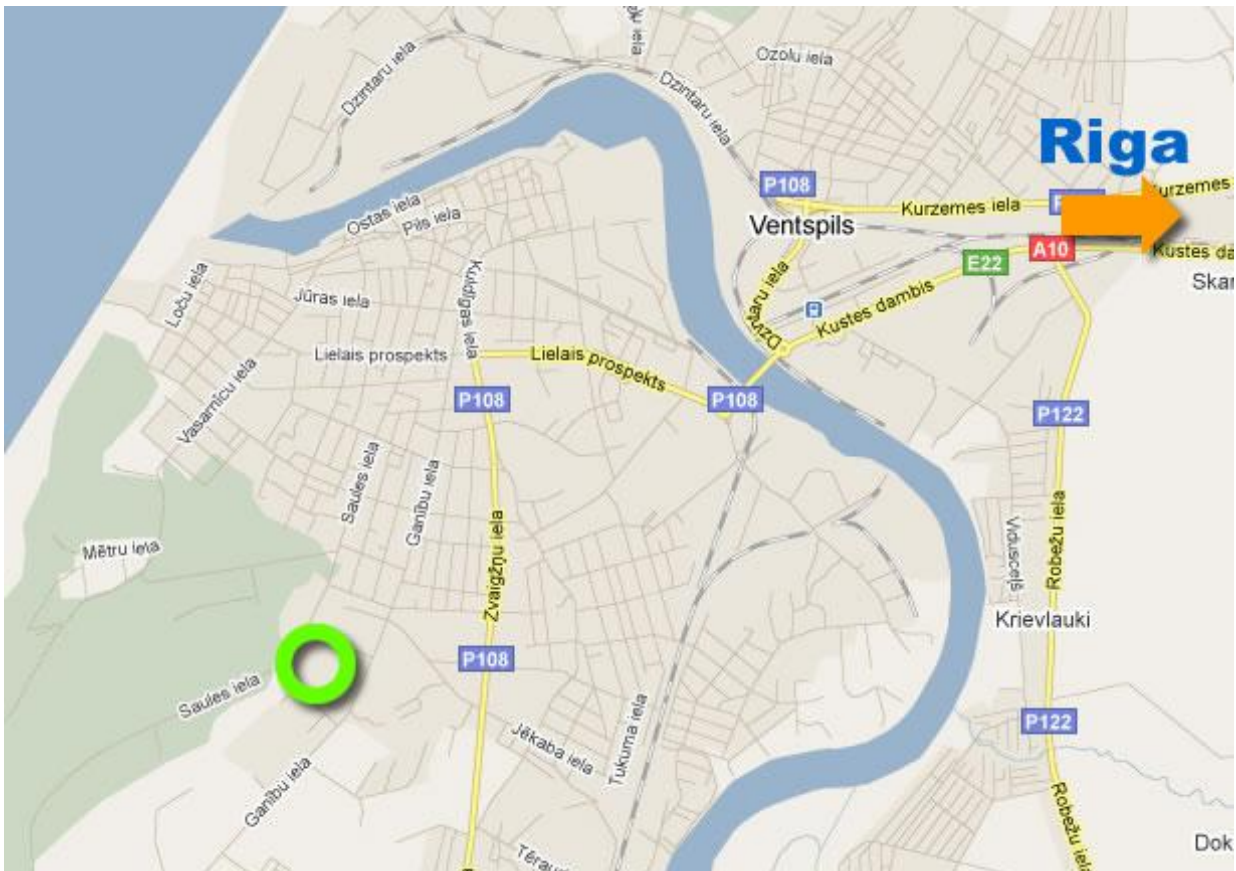 Dzintaru iela
Ozolu iela
Dzintaru iela
Riga
P108
Kurzemes iela
Kurzemes
Ostas iela
Pils iela
Ventspils
A10
E22
Kustes da
Skar
Loču iela
Kuldīgas iela
Jūras iela
Dzintaru iela
Kustes dambis
Lielais prospekts
Lielais prospekts
P108
P108
P122
Vasarnīcu iela
Saules iela
Ganību iela
Zvaigžņu iela
Mētru iela
Vidusceļš
Robežu iela
Krievlauki
P108
Saules iela
Jēkaba iela
Tukuma iela
P122
Ganību iela
Robežu iela
Dok
Tērau